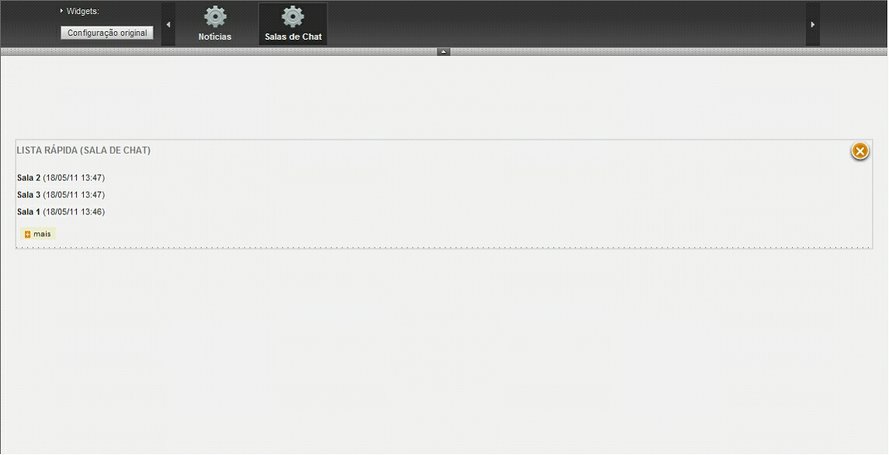 Widgets:
Configuração original
Notícias
Salas de Chat
LISTA RÁPIDA (SALA DE CHAT)
Sala 2 (18/05/11 13:47)
Sala 3 (18/05/11 13:47)
Sala 1 (18/05/11 13:46)
mais